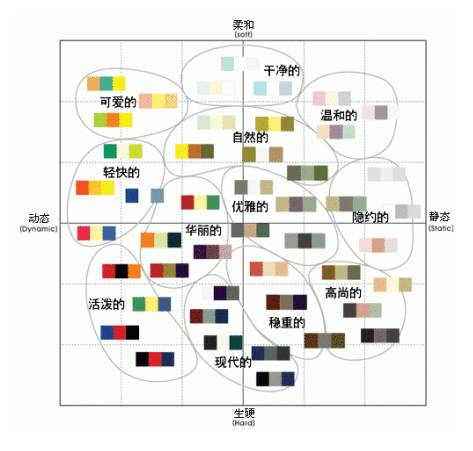 柔和
(soft)
干净的
可爱的
温和的
自然的
轻快的
优雅的
动态
(Dynamic)
隐约的
静态
(Static)
华丽的
高尚的
活泼的
稳重的
现代的
生硬
(Hard)